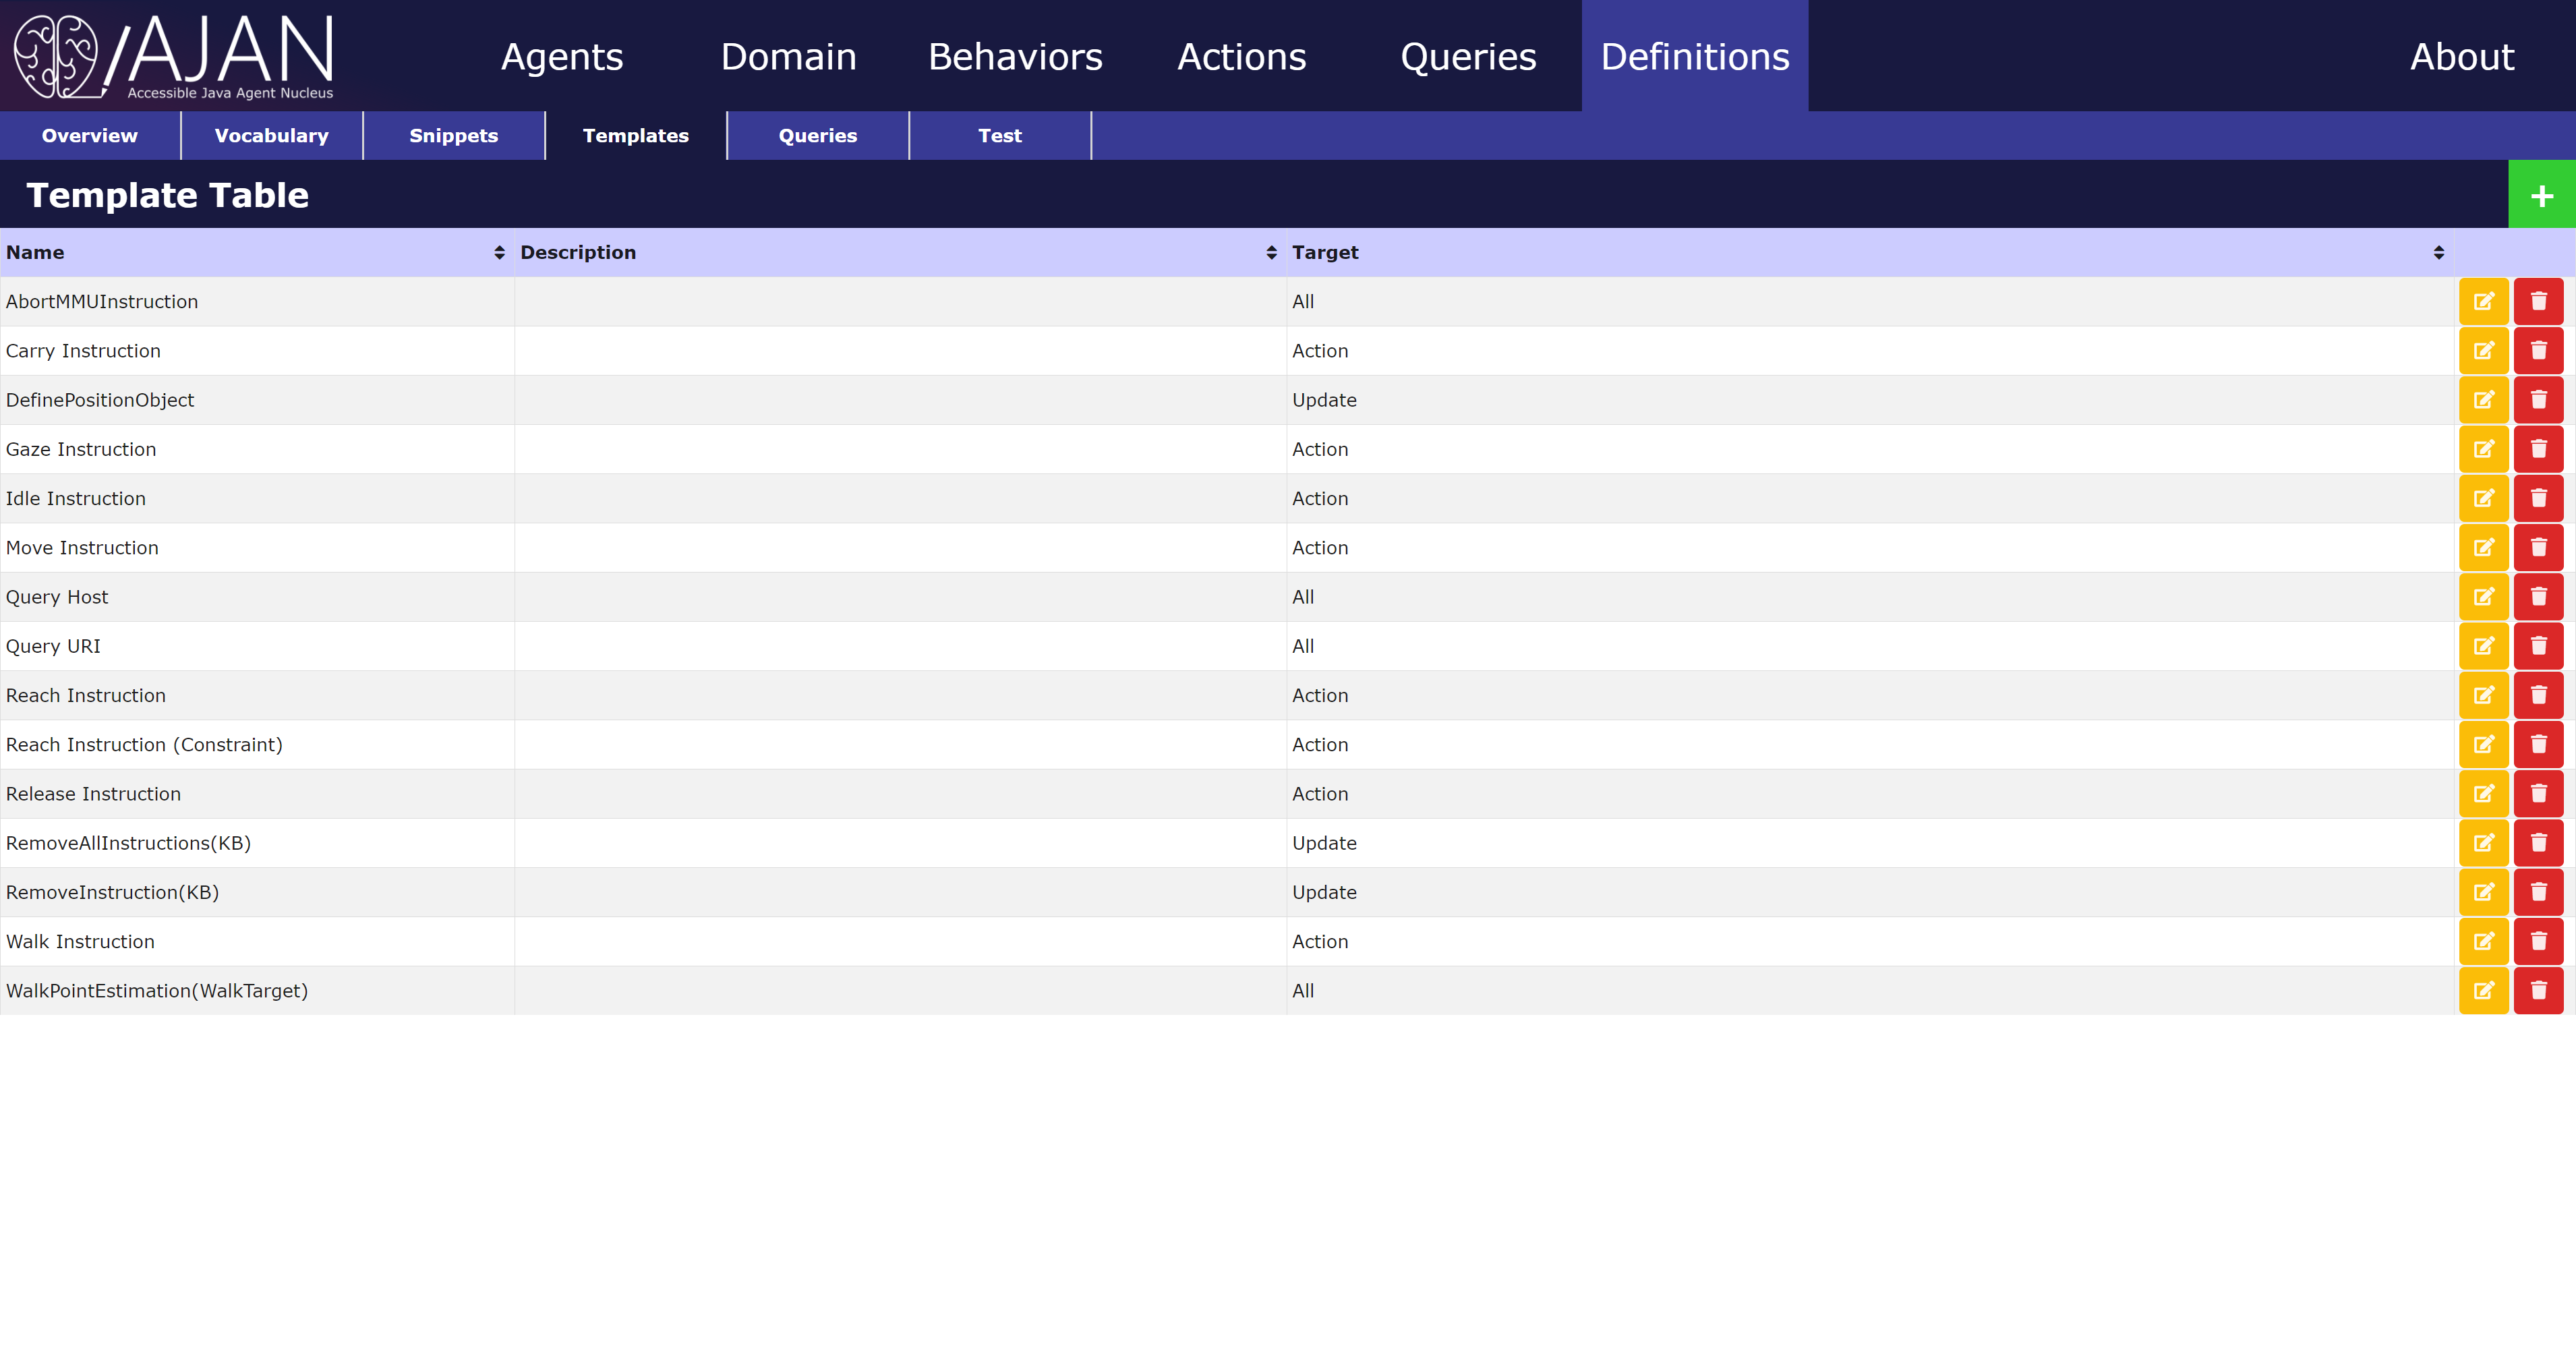 AJAN
Accessible Java Agent Nucleus
Agents Domain Behaviors Actions Queries Definitions About
Overview Vocabulary Snippets Templates Queries Test
Template Table +
Name Description Target
AbortMMUInstruction All
Carry Instruction Action
DefinePositionObject Update
Gaze Instruction Action
Idle Instruction Action
Move Instruction Action
Query Host All
Query URI All
Reach Instruction Action
Reach Instruction (Constraint) Action
Release Instruction Action
RemoveAllInstructions(KB) Update
RemoveInstruction(KB) Update
Walk Instruction Action
WalkPointEstimation(WalkTarget) All